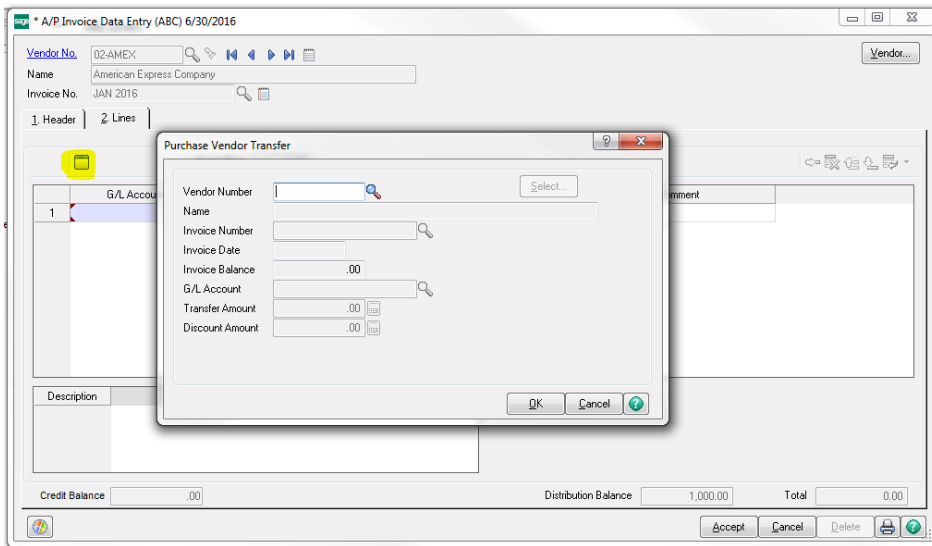 sage * A/P Invoice Data Entry (ABC) 6/30/2016
Vendor No. 02-AMEX Vendor...
Name American Express Company
Invoice No. JAN 2016
1. Header 2. Lines
Purchase Vendor Transfer
Vendor Number Select...
Name
Invoice Number
Invoice Date
Invoice Balance .00
G/L Account
Transfer Amount .00
Discount Amount .00
OK Cancel
G/L Accou mment
1
Description
Credit Balance .00 Distribution Balance 1,000.00 Total 0.00
Accept Cancel Delete